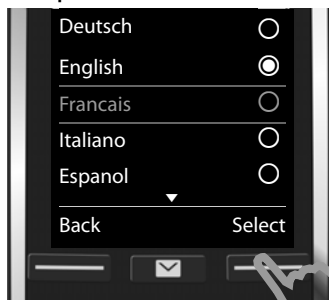 Deutsch
English
Francais
Italiano
Espanol
Back Select